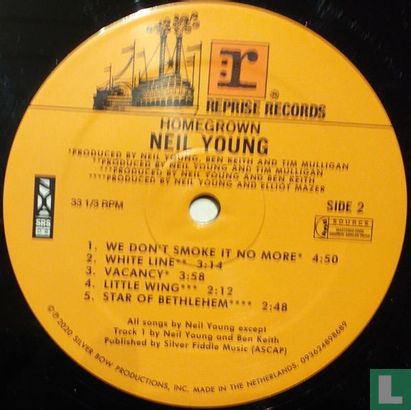 r
®
REPRISE RECORDS
HOMEGROWN
NEIL YOUNG
*PRODUCED BY NEIL YOUNG, BEN KEITH AND TIM MULLIGAN
**PRODUCED BY NEIL YOUNG AND TIM MULLIGAN
***PRODUCED BY NEIL YOUNG AND BEN KEITH
****PRODUCED BY NEIL YOUNG AND ELLIOT MAZER
SRS
33 1/3 RPM
SIDE 2
SOURCE
1. WE DON'T SMOKE IT NO MORE* 4:50
2. WHITE LINE** 3:14
3. VACANCY* 3:58
4. LITTLE WING*** 2:12
5. STAR OF BETHLEHEM**** 2:48
All songs by Neil Young except
Track 1 by Neil Young and Ben Keith
Published by Silver Fiddle Music (ASCAP)
©℗ 2020 SILVER BOW PRODUCTIONS, INC. MADE IN THE NETHERLANDS. 093624898689
catawiki